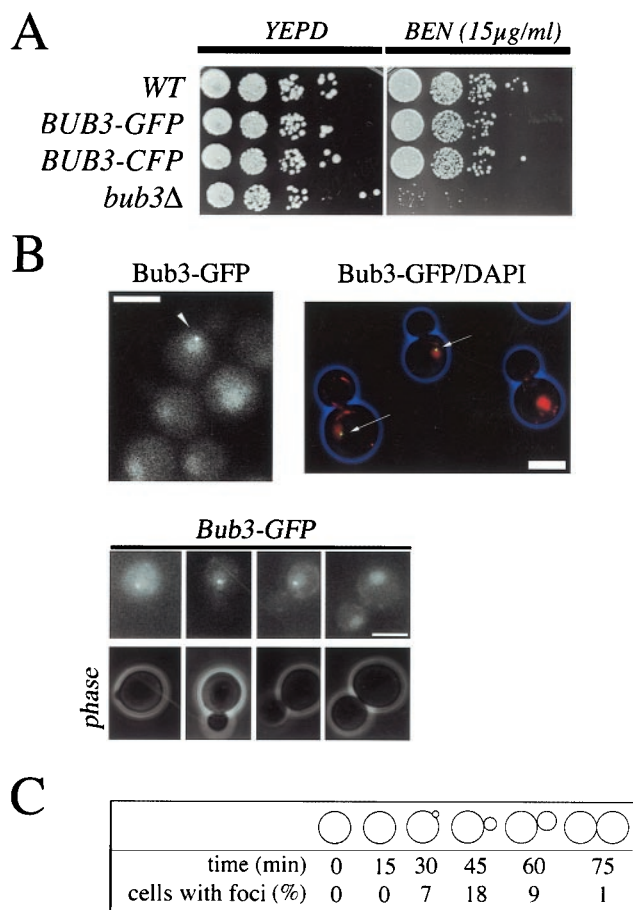 A
YEPD BEN (15µg/ml)
WT
BUB3-GFP
BUB3-CFP
bub3Δ
B
Bub3-GFP Bub3-GFP/DAPI
Bub3-GFP
phase
C
time (min) 0 15 30 45 60 75
cells with foci (%) 0 0 7 18 9 1